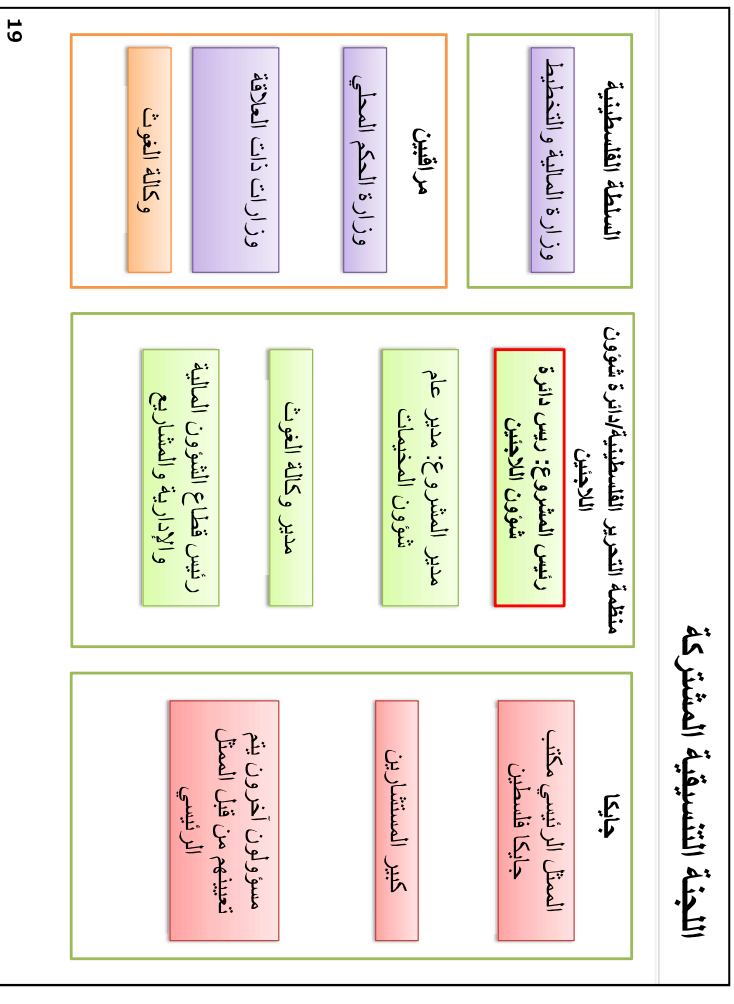 اللجنة التنسيقية المشتركة
جايكا
الممثل الرئيسي مكتب
جايكا فلسطين
كبير المستشارين
مسؤولون آخرون يتم
تعيينهم من قبل الممثل
الرئيسي
منظمة التحرير الفلسطينية/دائرة شؤون
اللاجئين
رئيس المشروع: ريس دائرة
شؤون اللاجئين
مدير المشروع: مدير عام
شؤون المخيمات
مدير وكالة الغوث
رئيس قطاع الشؤون المالية
والإدارية والمشاريع
السلطة الفلسطينية
وزارة المالية والتخطيط
مراقبين
وزارة الحكم المحلي
وزارات ذات العلاقة
وكالة الغوث
19